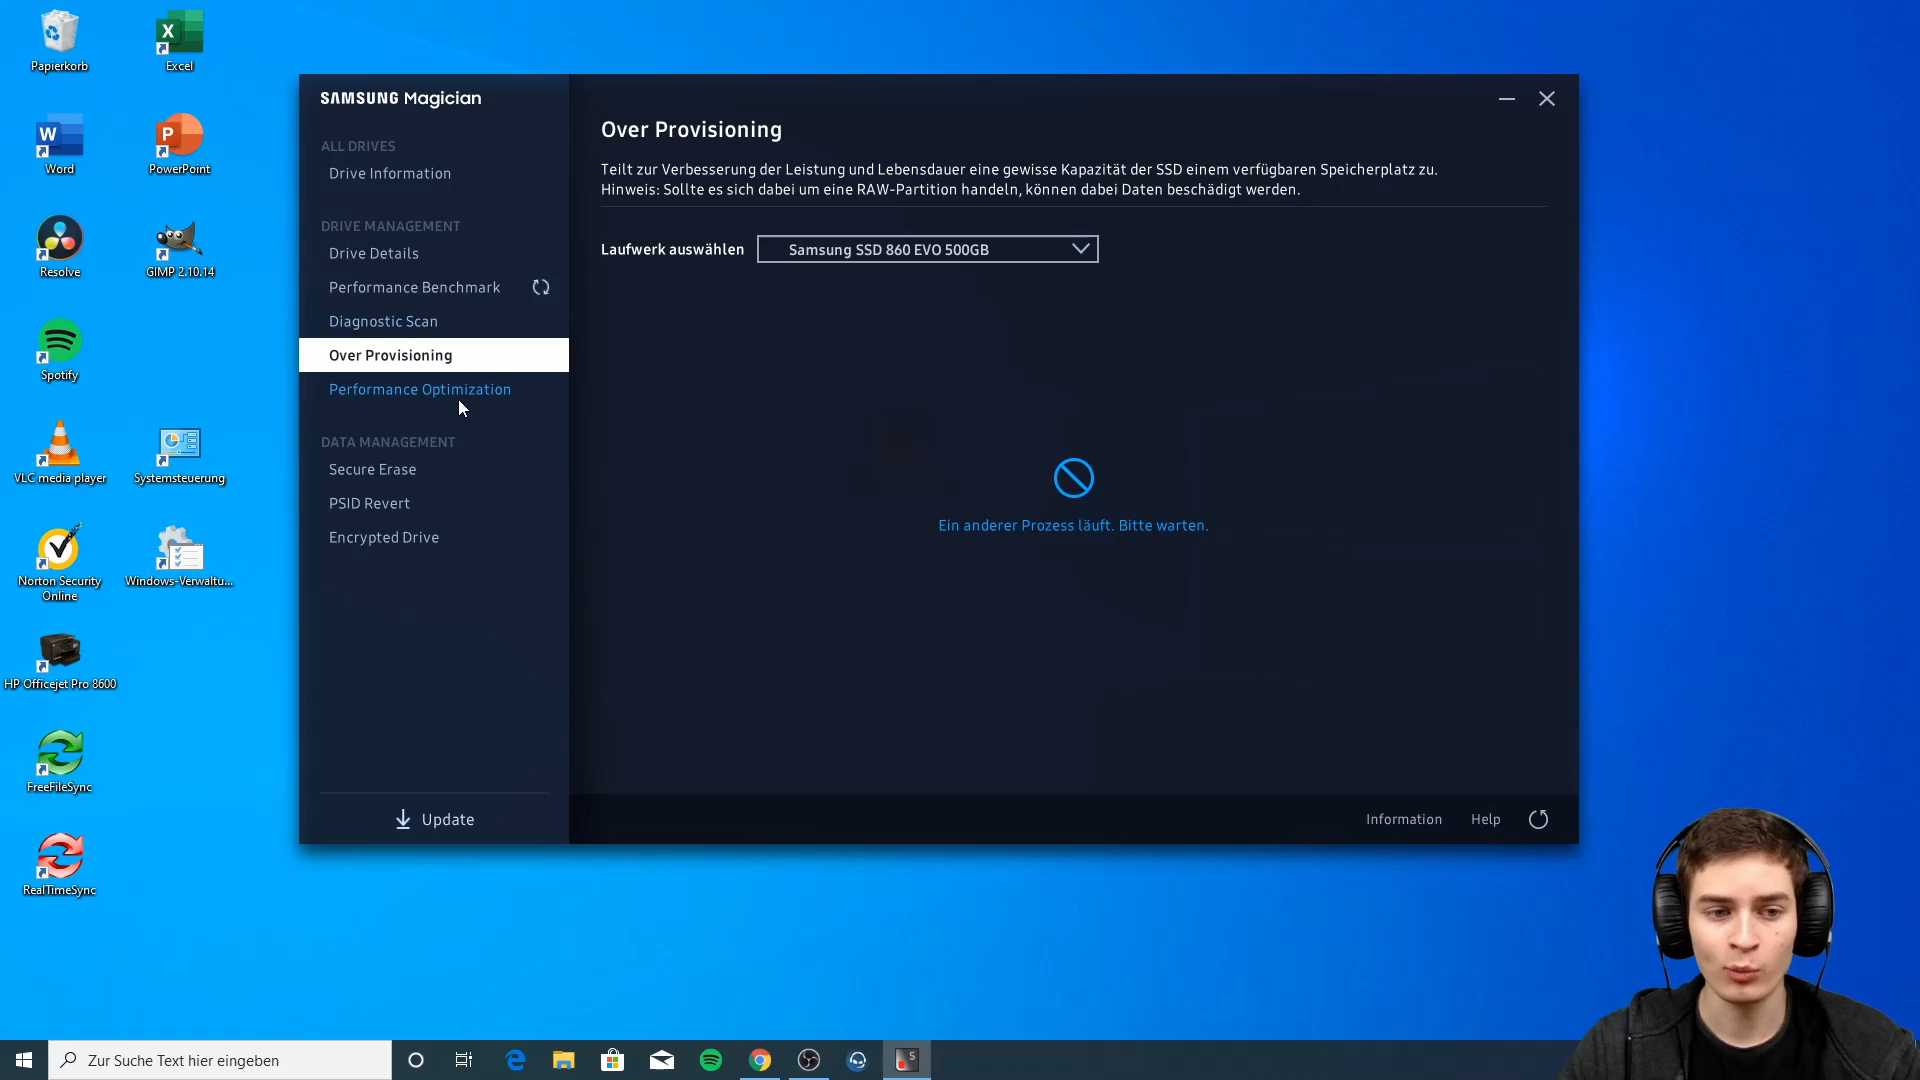 Papierkorb
Excel
Word
PowerPoint
Resolve
GIMP 2.10.14
Spotify
VLC media player
Systemsteuerung
Norton Security
Online
Windows-Verwaltu...
HP Officejet Pro 8600
FreeFileSync
RealTimeSync
SAMSUNG Magician
ALL DRIVES
Drive Information
DRIVE MANAGEMENT
Drive Details
Performance Benchmark
Diagnostic Scan
Over Provisioning
Performance Optimization
DATA MANAGEMENT
Secure Erase
PSID Revert
Encrypted Drive
Update
Over Provisioning
Teilt zur Verbesserung der Leistung und Lebensdauer eine gewisse Kapazität der SSD einem verfügbaren Speicherplatz zu.
Hinweis: Sollte es sich dabei um eine RAW-Partition handeln, können dabei Daten beschädigt werden.
Laufwerk auswählen
Samsung SSD 860 EVO 500GB
Ein anderer Prozess läuft. Bitte warten.
Information
Help
Zur Suche Text hier eingeben